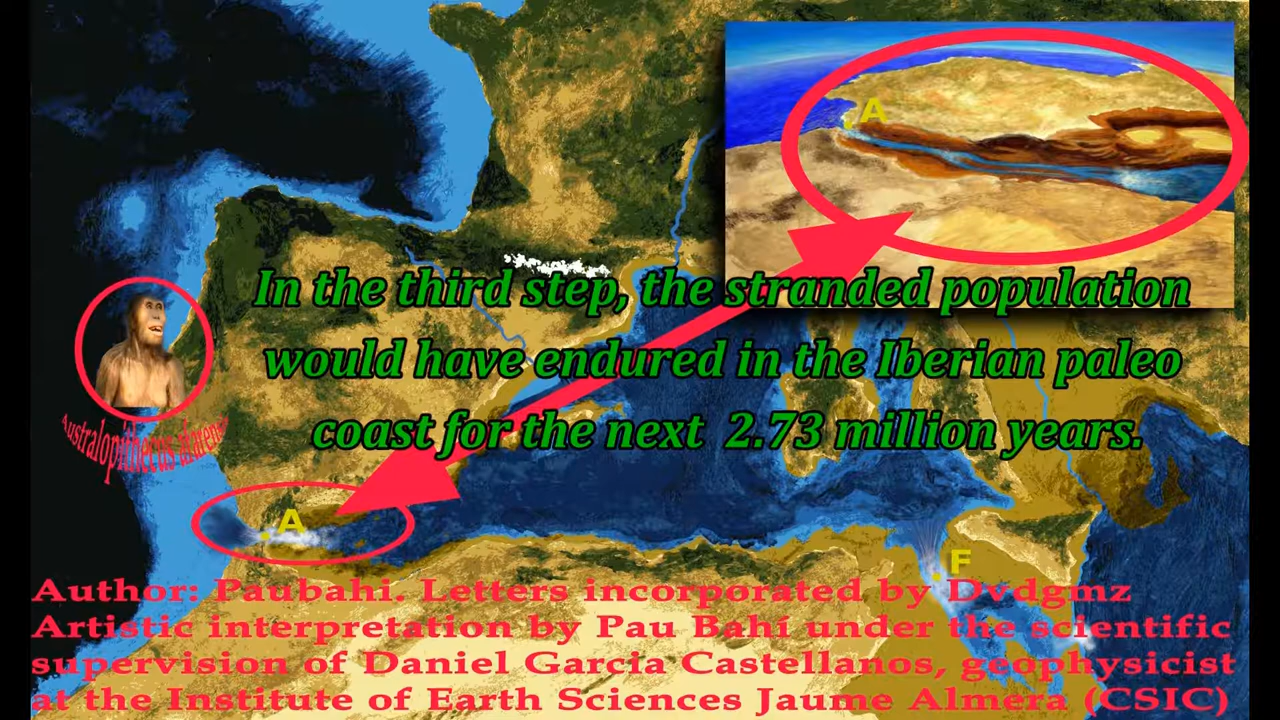 A
In the third step, the stranded population
would have endured in the Iberian paleo
coast for the next 2.73 million years.
Australopithecus
A
F
Author: Paubahi. Letters incorporated by Dvdgmz
Artistic interpretation by Pau Bahí under the scientific
supervision of Daniel García Castellanos, geophysicist
at the Institute of Earth Sciences Jaume Almera (CSIC)